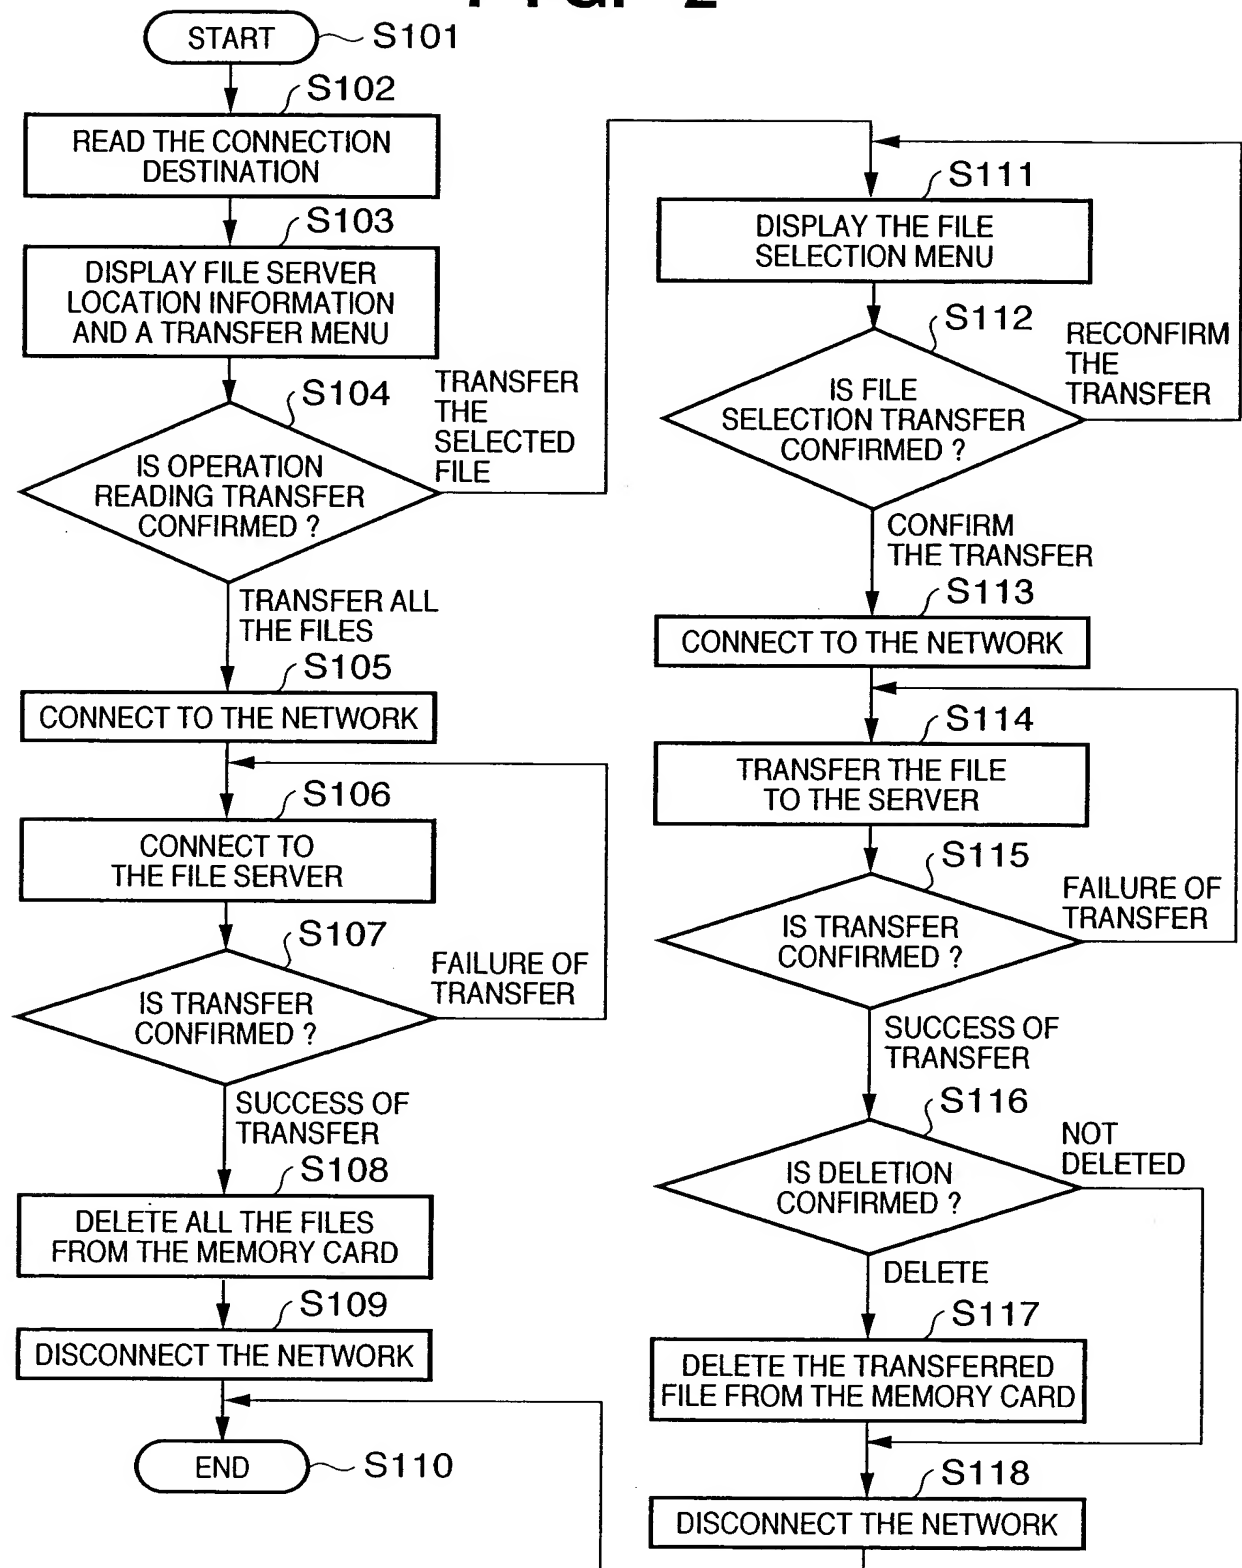 START
S101
S102
READ THE CONNECTION
DESTINATION
S103
DISPLAY FILE SERVER
LOCATION INFORMATION
AND A TRANSFER MENU
S104
IS OPERATION
READING TRANSFER
CONFIRMED ?
TRANSFER
THE
SELECTED
FILE
TRANSFER ALL
THE FILES
S105
CONNECT TO THE NETWORK
S106
CONNECT TO
THE FILE SERVER
S107
IS TRANSFER
CONFIRMED ?
FAILURE OF
TRANSFER
SUCCESS OF
TRANSFER
S108
DELETE ALL THE FILES
FROM THE MEMORY CARD
S109
DISCONNECT THE NETWORK
END
S110
S111
DISPLAY THE FILE
SELECTION MENU
S112
IS FILE
SELECTION TRANSFER
CONFIRMED ?
RECONFIRM
THE
TRANSFER
CONFIRM
THE TRANSFER
S113
CONNECT TO THE NETWORK
S114
TRANSFER THE FILE
TO THE SERVER
S115
IS TRANSFER
CONFIRMED ?
FAILURE OF
TRANSFER
SUCCESS OF
TRANSFER
S116
IS DELETION
CONFIRMED ?
NOT
DELETED
DELETE
S117
DELETE THE TRANSFERRED
FILE FROM THE MEMORY CARD
S118
DISCONNECT THE NETWORK